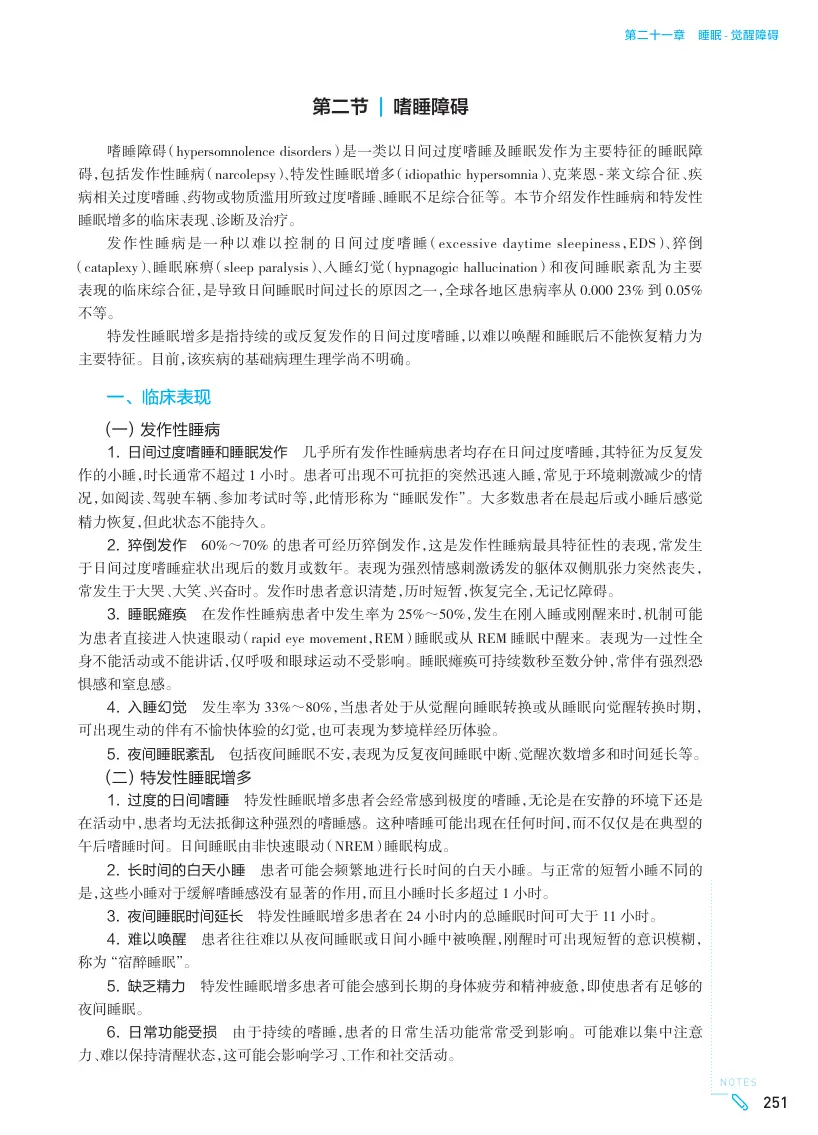 第二十一章 睡眠-觉醒障碍
第二节 | 嗜睡障碍
嗜睡障碍(hypersomnolence disorders)是一类以日间过度嗜睡及睡眠发作为主要特征的睡眠障
碍,包括发作性睡病(narcolepsy)、特发性睡眠增多(idiopathic hypersomnia)、克莱恩-莱文综合征、疾
病相关过度嗜睡、药物或物质滥用所致过度嗜睡、睡眠不足综合征等。本节介绍发作性睡病和特发性
睡眠增多的临床表现、诊断及治疗。
发作性睡病是一种以难以控制的日间过度嗜睡(excessive daytime sleepiness,EDS)、猝倒
(cataplexy)、睡眠麻痹(sleep paralysis)、入睡幻觉(hypnagogic hallucination)和夜间睡眠紊乱为主要
表现的临床综合征,是导致日间睡眠时间过长的原因之一,全球各地区患病率从 0.000 23% 到 0.05%
不等。
特发性睡眠增多是指持续的或反复发作的日间过度嗜睡,以难以唤醒和睡眠后不能恢复精力为
主要特征。目前,该疾病的基础病理生理学尚不明确。
一、临床表现
(一)发作性睡病
1. 日间过度嗜睡和睡眠发作 几乎所有发作性睡病患者均存在日间过度嗜睡,其特征为反复发
作的小睡,时长通常不超过 1 小时。患者可出现不可抗拒的突然迅速入睡,常见于环境刺激减少的情
况,如阅读、驾驶车辆、参加考试时等,此情形称为“睡眠发作”。大多数患者在晨起后或小睡后感觉
精力恢复,但此状态不能持久。
2. 猝倒发作 60%～70% 的患者可经历猝倒发作,这是发作性睡病最具特征性的表现,常发生
于日间过度嗜睡症状出现后的数月或数年。表现为强烈情感刺激诱发的躯体双侧肌张力突然丧失,
常发生于大哭、大笑、兴奋时。发作时患者意识清楚,历时短暂,恢复完全,无记忆障碍。
3. 睡眠瘫痪 在发作性睡病患者中发生率为 25%～50%,发生在刚入睡或刚醒来时,机制可能
为患者直接进入快速眼动(rapid eye movement,REM)睡眠或从 REM 睡眠中醒来。表现为一过性全
身不能活动或不能讲话,仅呼吸和眼球运动不受影响。睡眠瘫痪可持续数秒至数分钟,常伴有强烈恐
惧感和窒息感。
4. 入睡幻觉 发生率为 33%～80%,当患者处于从觉醒向睡眠转换或从睡眠向觉醒转换时期,
可出现生动的伴有不愉快体验的幻觉,也可表现为梦境样经历体验。
5. 夜间睡眠紊乱 包括夜间睡眠不安,表现为反复夜间睡眠中断、觉醒次数增多和时间延长等。
(二)特发性睡眠增多
1. 过度的日间嗜睡 特发性睡眠增多患者会经常感到极度的嗜睡,无论是在安静的环境下还是
在活动中,患者均无法抵御这种强烈的嗜睡感。这种嗜睡可能出现在任何时间,而不仅仅是在典型的
午后嗜睡时间。日间睡眠由非快速眼动(NREM)睡眠构成。
2. 长时间的白天小睡 患者可能会频繁地进行长时间的白天小睡。与正常的短暂小睡不同的
是,这些小睡对于缓解嗜睡感没有显著的作用,而且小睡时长多超过 1 小时。
3. 夜间睡眠时间延长 特发性睡眠增多患者在 24 小时内的总睡眠时间可大于 11 小时。
4. 难以唤醒 患者往往难以从夜间睡眠或日间小睡中被唤醒,刚醒时可出现短暂的意识模糊,
称为“宿醉睡眠”。
5. 缺乏精力 特发性睡眠增多患者可能会感到长期的身体疲劳和精神疲惫,即使患者有足够的
夜间睡眠。
6. 日常功能受损 由于持续的嗜睡,患者的日常生活功能常常受到影响。可能难以集中注意
力、难以保持清醒状态,这可能会影响学习、工作和社交活动。
NOTES
251